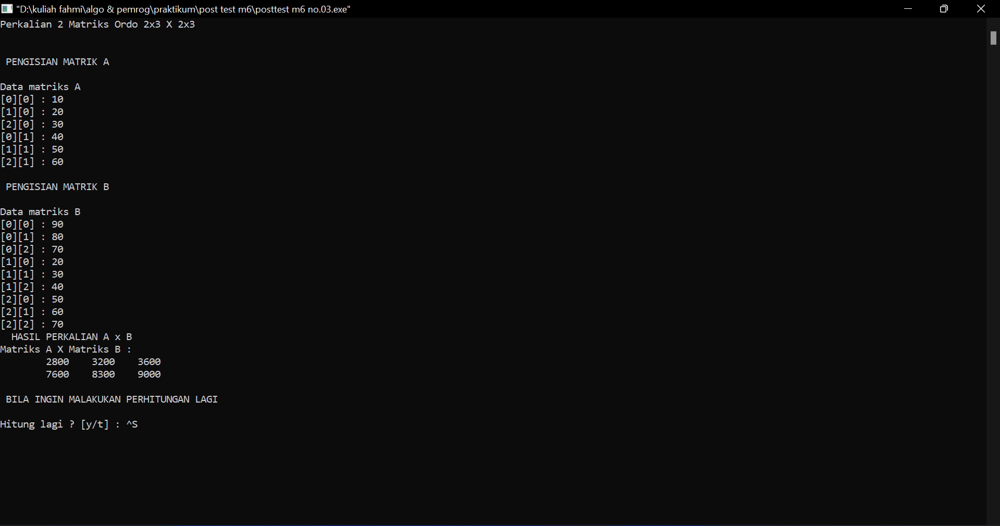 "D:\kuliah fahmi\algo & pemrog\praktikum\post test m6\posttest m6 no.03.exe"
Perkalian 2 Matriks Ordo 2x3 X 2x3
PENGISIAN MATRIK A
Data matriks A
[0][0] : 10
[1][0] : 20
[2][0] : 30
[0][1] : 40
[1][1] : 50
[2][1] : 60
PENGISIAN MATRIK B
Data matriks B
[0][0] : 90
[0][1] : 80
[0][2] : 70
[1][0] : 20
[1][1] : 30
[1][2] : 40
[2][0] : 50
[2][1] : 60
[2][2] : 70
HASIL PERKALIAN A x B
Matriks A X Matriks B :
2800 3200 3600
7600 8300 9000
BILA INGIN MALAKUKAN PERHITUNGAN LAGI
Hitung lagi ? [y/t] : ^S